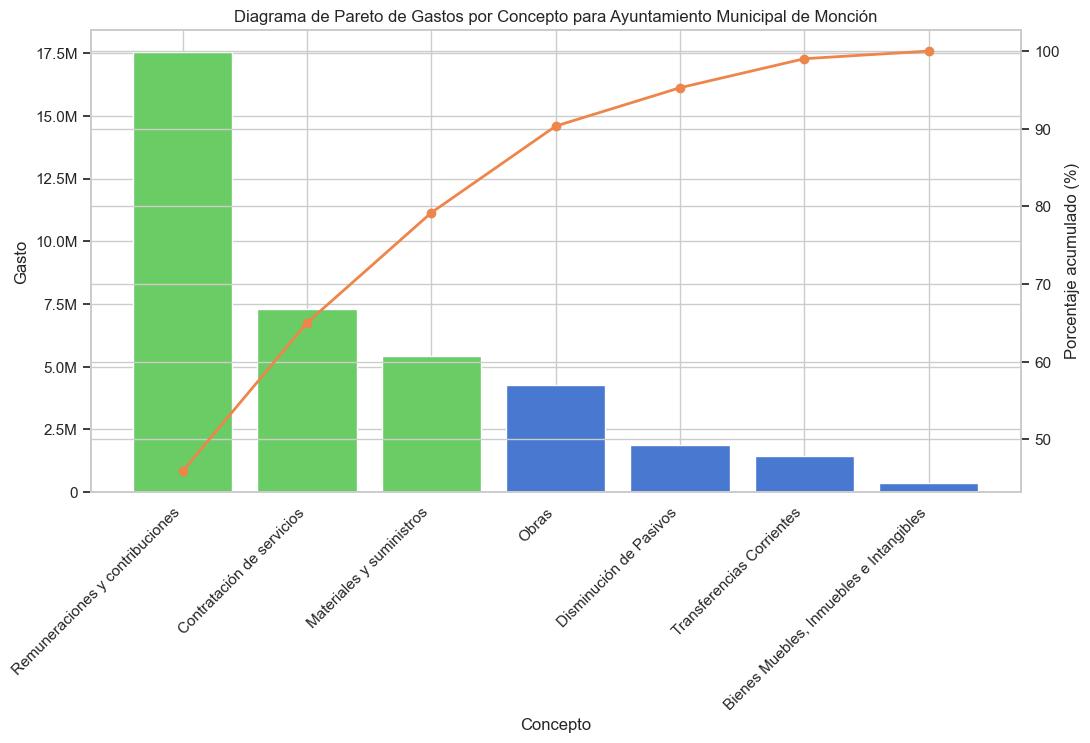 Diagrama de Pareto de Gastos por Concepto para Ayuntamiento Municipal de Monción
17.5M
15.0M
12.5M
10.0M
7.5M
5.0M
2.5M
0
Gasto
100
90
80
70
60
50
Porcentaje acumulado (%)
Remuneraciones y contribuciones
Contratación de servicios
Materiales y suministros
Obras
Disminución de Pasivos
Transferencias Corrientes
Bienes Muebles, Inmuebles e Intangibles
Concepto